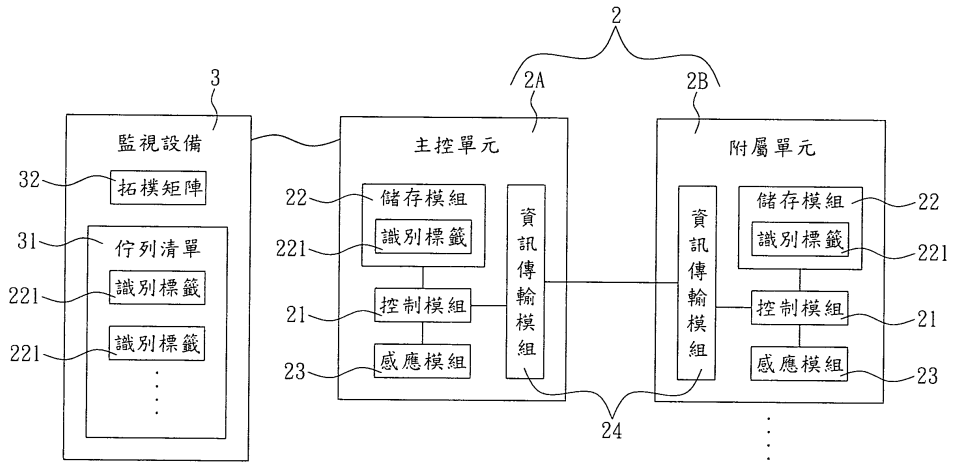 2
3
2A
2B
監視設備
32
拓樸矩陣
31
佇列清單
221
識別標籤
221
識別標籤
主控單元
22
儲存模組
221
識別標籤
21
控制模組
23
感應模組
資訊傳輸模組
24
附屬單元
資訊傳輸模組
儲存模組
22
識別標籤
221
控制模組
21
感應模組
23